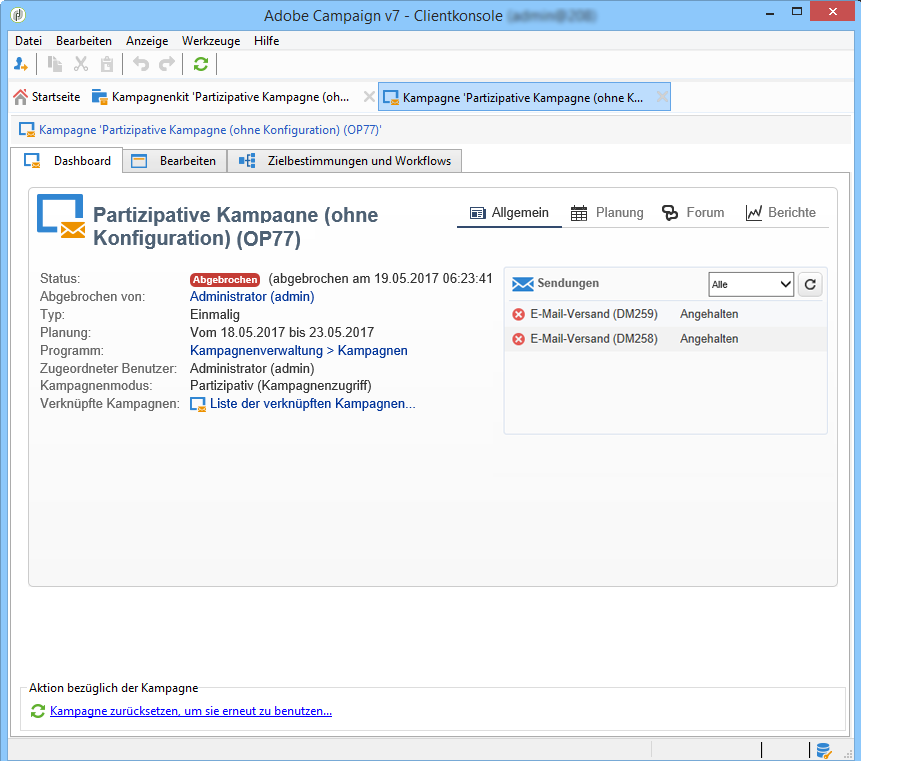 Adobe Campaign v7 - Clientkonsole
Datei Bearbeiten Anzeige Werkzeuge Hilfe
Startseite Kampagnenkit 'Partizipative Kampagne (oh... Kampagne 'Partizipative Kampagne (ohne K...
Kampagne 'Partizipative Kampagne (ohne Konfiguration) (OP77)'
Dashboard Bearbeiten Zielbestimmungen und Workflows
Partizipative Kampagne (ohne
Konfiguration) (OP77)
Allgemein Planung Forum Berichte
Status: Abgebrochen (abgebrochen am 19.05.2017 06:23:41
Abgebrochen von: Administrator (admin)
Typ: Einmalig
Planung: Vom 18.05.2017 bis 23.05.2017
Programm: Kampagnenverwaltung > Kampagnen
Zugeordneter Benutzer: Administrator (admin)
Kampagnenmodus: Partizipativ (Kampagnenzugriff)
Verknüpfte Kampagnen: Liste der verknüpften Kampagnen...
Sendungen Alle
E-Mail-Versand (DM259) Angehalten
E-Mail-Versand (DM258) Angehalten
Aktion bezüglich der Kampagne
Kampagne zurücksetzen, um sie erneut zu benutzen...